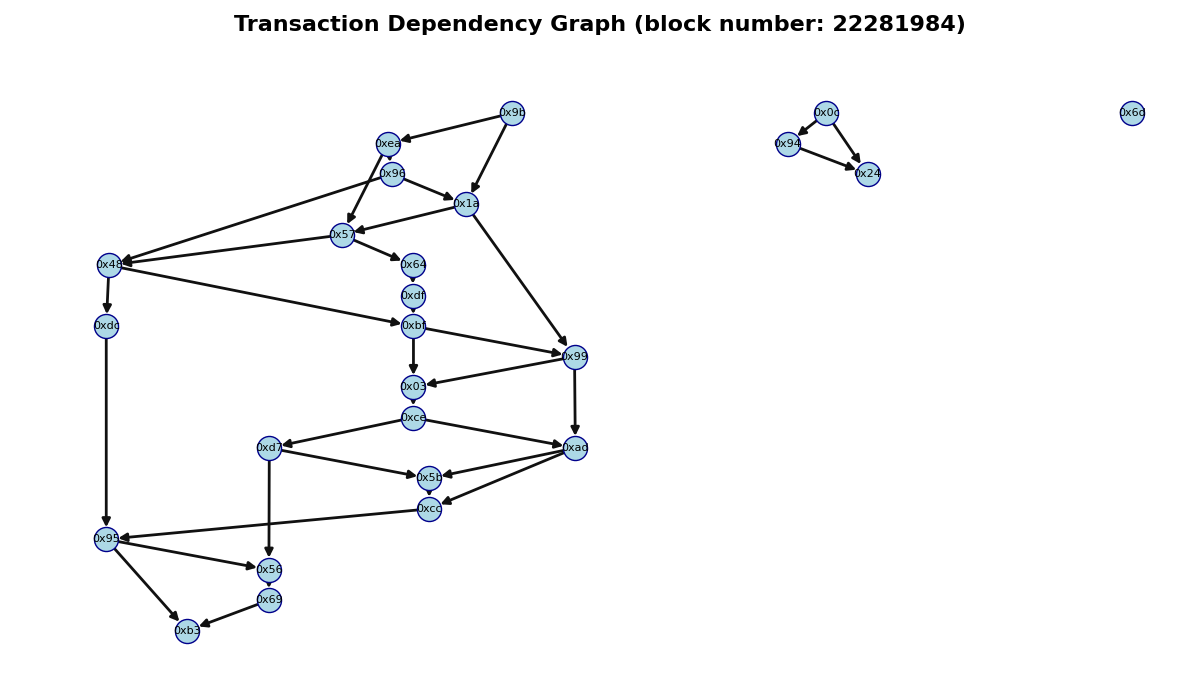 Transaction Dependency Graph (block number: 22281984)
0x9b
0x0c
0x6d
0xea
0x94
0x96
0x24
0x1a
0x57
0x48
0x64
0xdf
0xdc
0xbf
0x99
0x03
0xce
0xd7
0xad
0x5b
0xcc
0x95
0x56
0x69
0xb3